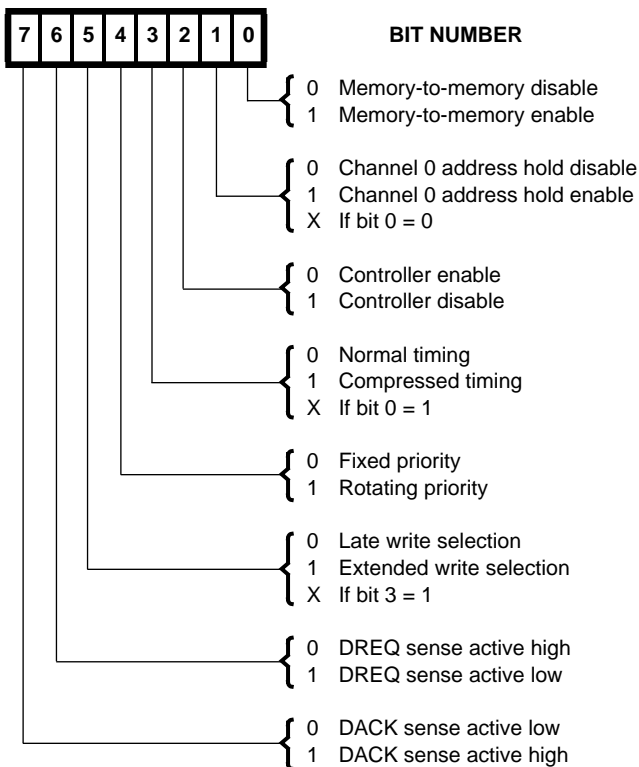 7 6 5 4 3 2 1 0 BIT NUMBER
0 Memory-to-memory disable
1 Memory-to-memory enable
0 Channel 0 address hold disable
1 Channel 0 address hold enable
X If bit 0 = 0
0 Controller enable
1 Controller disable
0 Normal timing
1 Compressed timing
X If bit 0 = 1
0 Fixed priority
1 Rotating priority
0 Late write selection
1 Extended write selection
X If bit 3 = 1
0 DREQ sense active high
1 DREQ sense active low
0 DACK sense active low
1 DACK sense active high